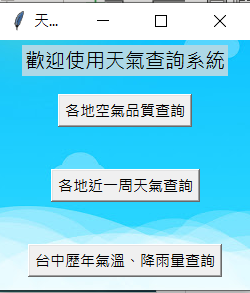 天...
歡迎使用天氣查詢系統
各地空氣品質查詢
各地近一周天氣查詢
台中歷年氣溫、降雨量查詢